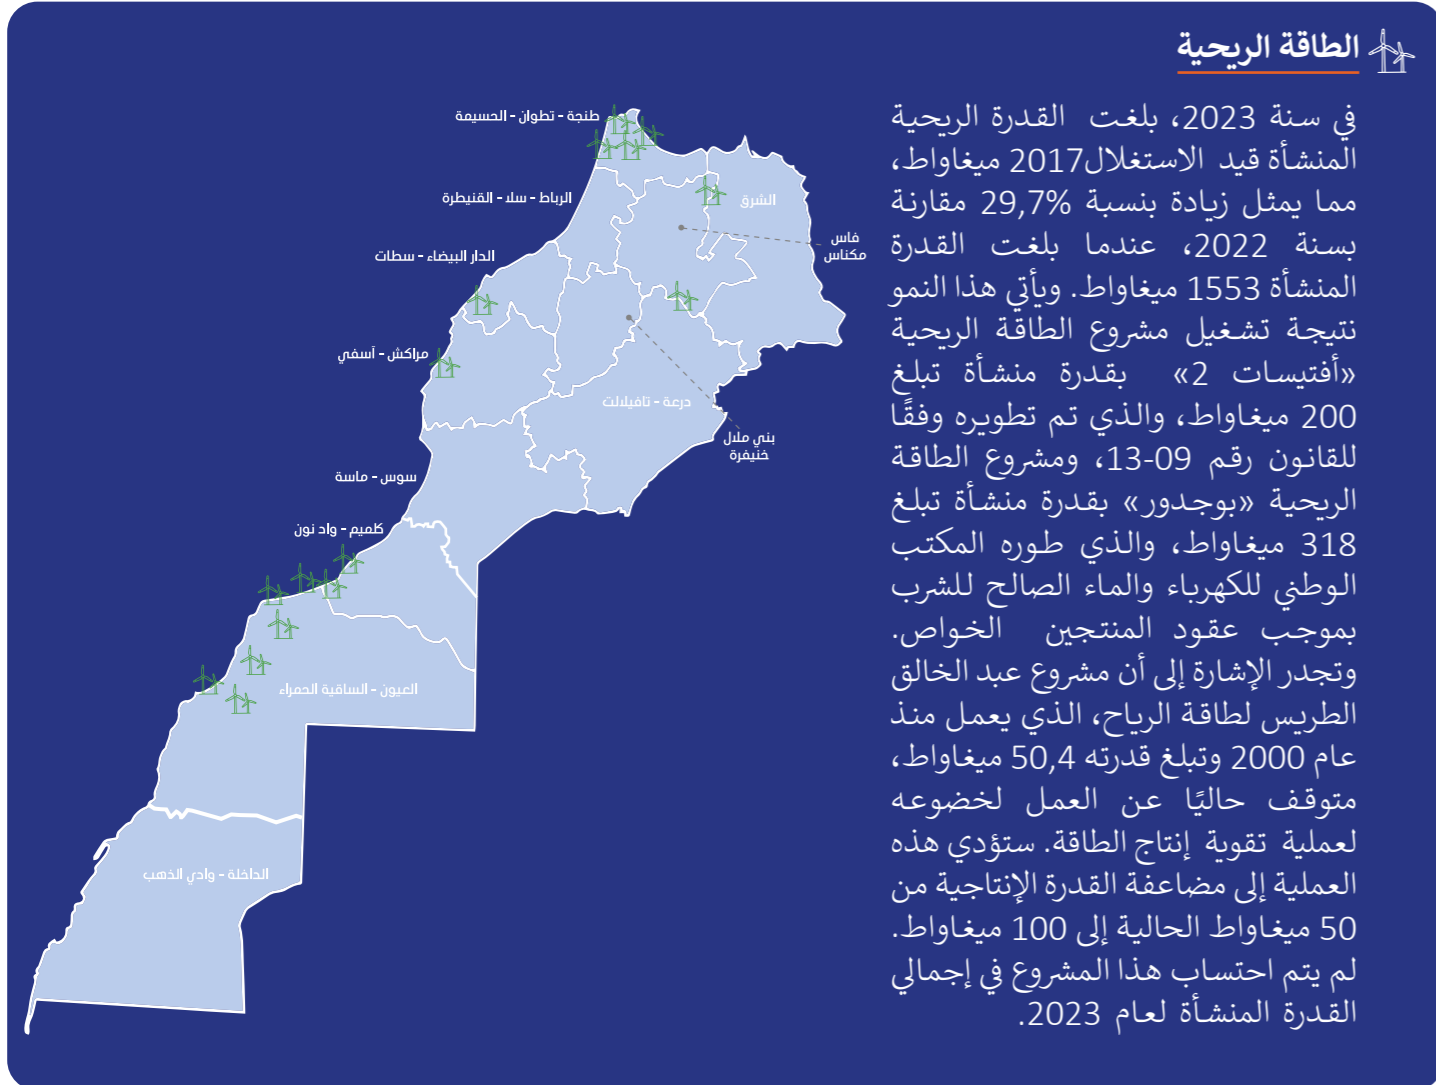 الطاقة الريحية
في سنة 2023، بلغت القدرة الريحية
المنشأة قيد الاستغلال2017 ميغاواط،
مما يمثل زيادة بنسبة %29,7 مقارنة
بسنة 2022، عندما بلغت القدرة
المنشأة 1553 ميغاواط. ويأتي هذا النمو
نتيجة تشغيل مشروع الطاقة الريحية
«أفتيسات 2» بقدرة منشأة تبلغ
200 ميغاواط، والذي تم تطويره وفقًا
للقانون رقم 09-13، ومشروع الطاقة
الريحية «بوجدور» بقدرة منشأة تبلغ
318 ميغاواط، والذي طوره المكتب
الوطني للكهرباء والماء الصالح للشرب
بموجب عقود المنتجين الخواص.
وتجدر الإشارة إلى أن مشروع عبد الخالق
الطريس لطاقة الرياح، الذي يعمل منذ
عام 2000 وتبلغ قدرته 50,4 ميغاواط،
متوقف حاليًا عن العمل لخضوعه
لعملية تقوية إنتاج الطاقة. ستؤدي هذه
العملية إلى مضاعفة القدرة الإنتاجية من
50 ميغاواط الحالية إلى 100 ميغاواط.
لم يتم احتساب هذا المشروع في إجمالي
القدرة المنشأة لعام 2023.
طنجة - تطوان - الحسيمة
الرباط - سلا - القنيطرة
الشرق
فاس
مكناس
الدار البيضاء - سطات
مراكش - آسفي
درعة - تافيلالت
بني ملال
خنيفرة
سوس - ماسة
كلميم - واد نون
العيون - الساقية الحمراء
الداخلة - وادي الذهب